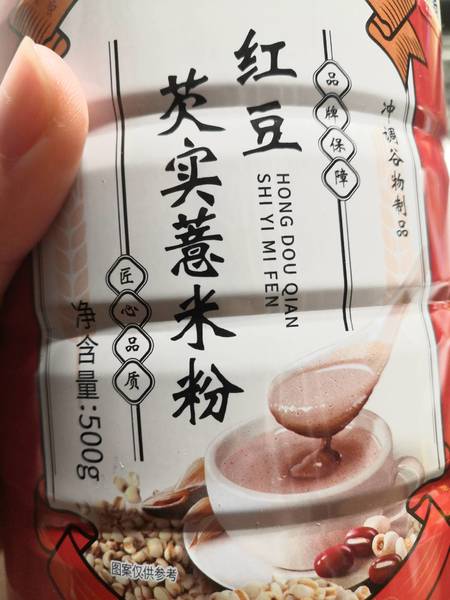 红豆
芡实薏米粉
HONG DOU QIAN
SHI YI MI FEN
品牌保障
冲调谷物制品
匠心品质
净含量:500g
图案仅供参考